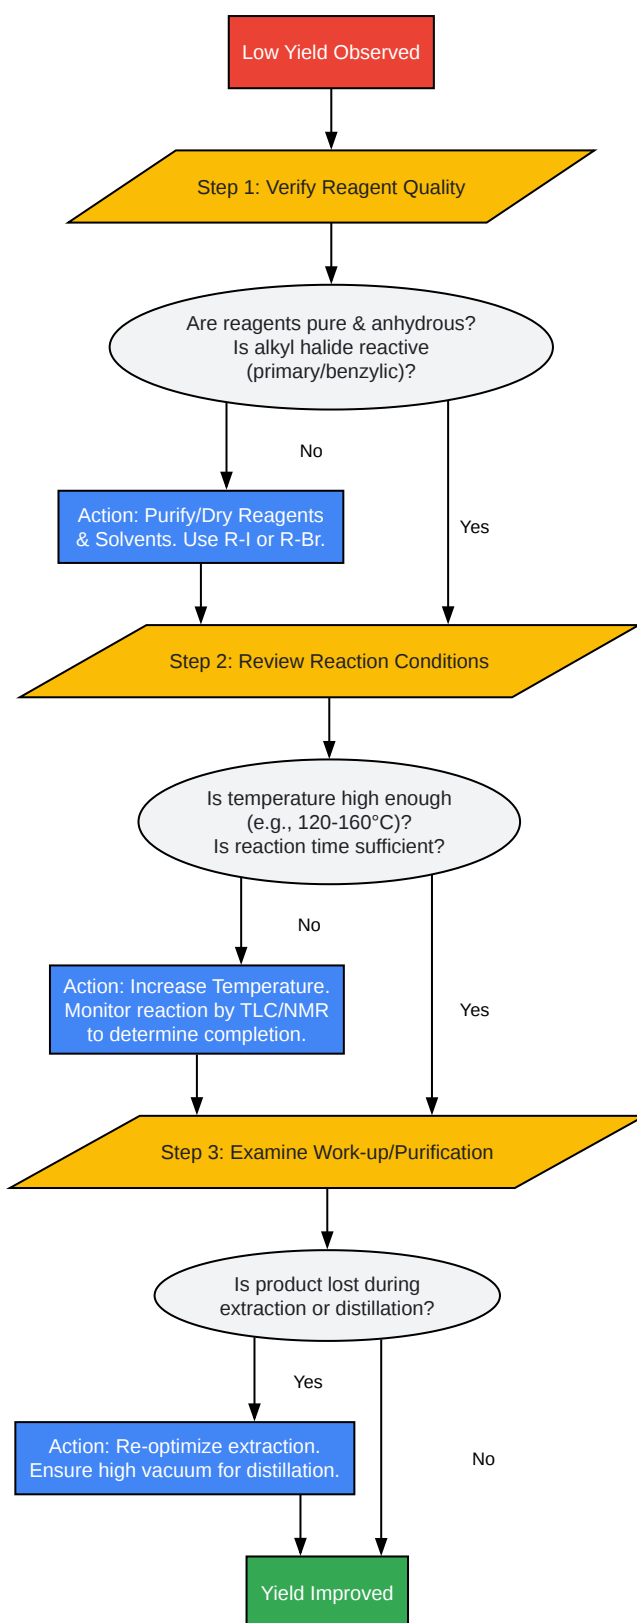 Low Yield Observed
Step 1: Verify Reagent Quality
Are reagents pure & anhydrous?
Is alkyl halide reactive
(primary/benzylic)?
No
Action: Purify/Dry Reagents
& Solvents. Use R-I or R-Br.
Yes
Step 2: Review Reaction Conditions
Is temperature high enough
(e.g., 120-160°C)?
Is reaction time sufficient?
No
Action: Increase Temperature.
Monitor reaction by TLC/NMR
to determine completion.
Yes
Step 3: Examine Work-up/Purification
Is product lost during
extraction or distillation?
Yes
Action: Re-optimize extraction.
Ensure high vacuum for distillation.
No
Yield Improved